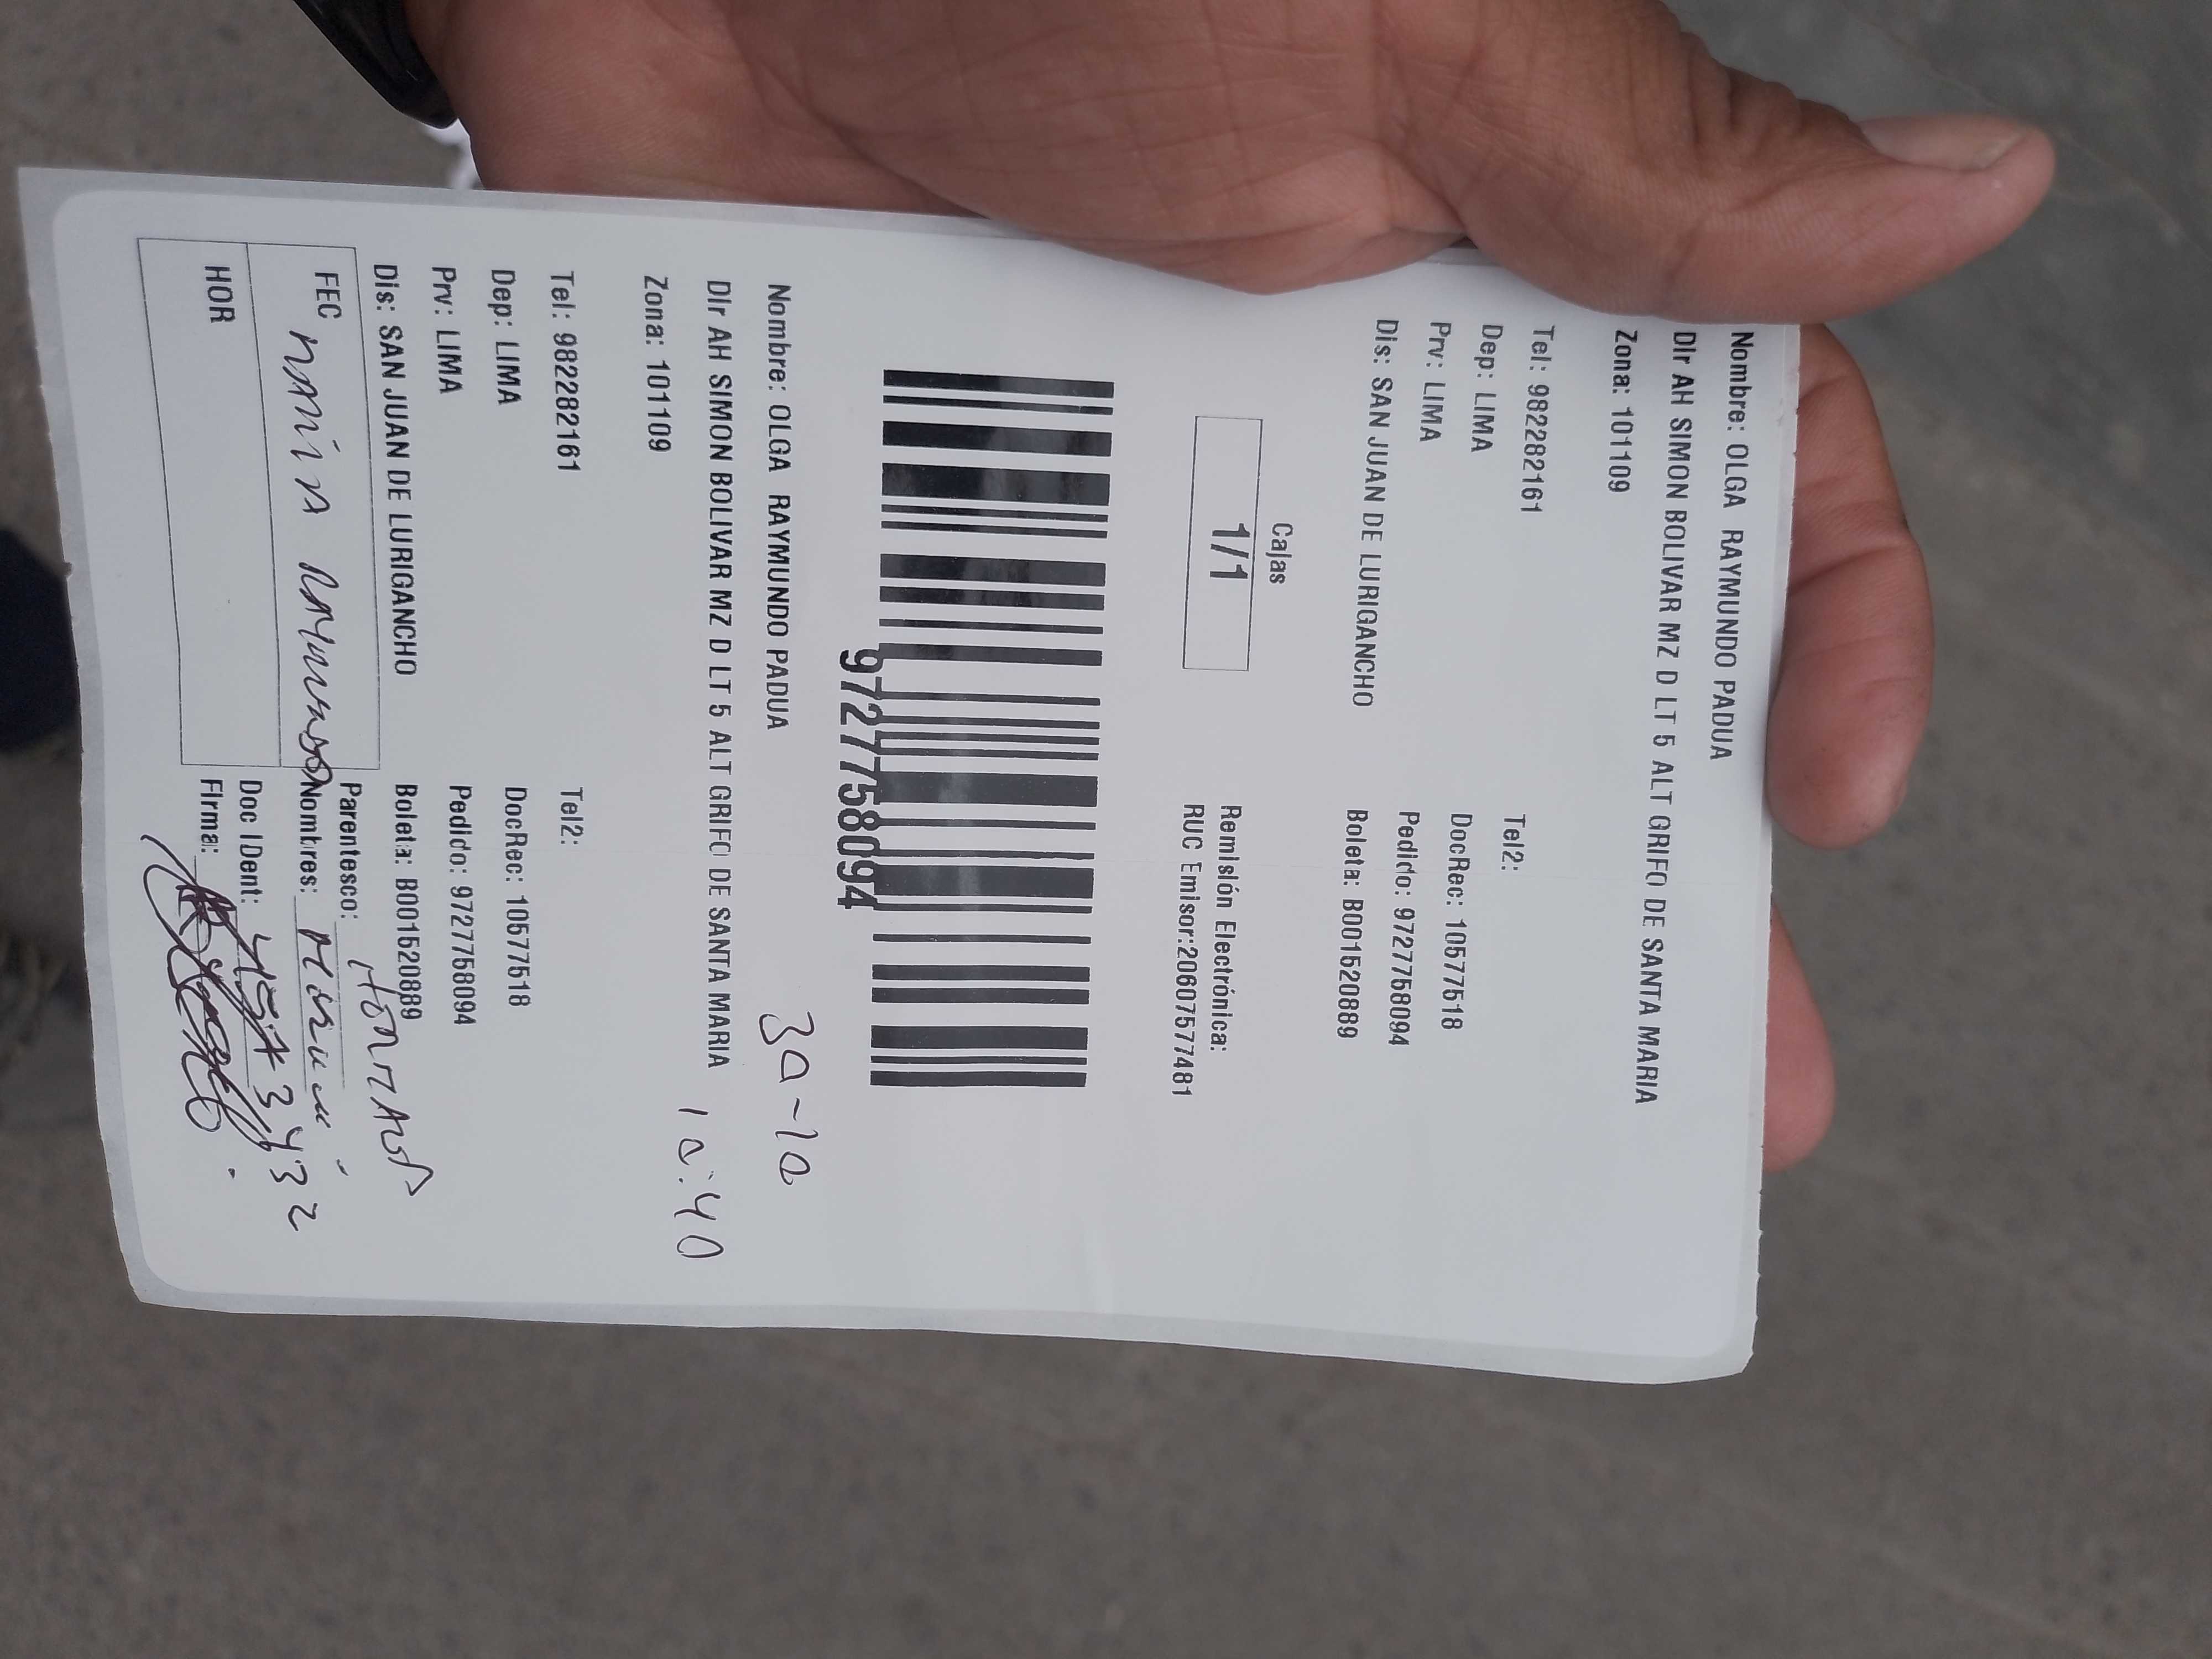 Nombre: OLGA RAYMUNDO PADUA
Dir AH SIMON BOLIVAR MZ D LT 5 ALT GRIFO DE SANTA MARIA
Zona: 101109
Tel: 982282161 Tel2:
Dep: LIMA DocRec: 10577518
Prv: LIMA Pedido: 9727758094
Dis: SAN JUAN DE LURIGANCHO Boleta: B001520889
Cajas
1/1
Remisión Electrónica:
RUC Emisor:20607577481
9727758094
30-10
Nombre: OLGA RAYMUNDO PADUA
Dir AH SIMON BOLIVAR MZ D LT 5 ALT GRIFO DE SANTA MARIA
10:40
Zona: 101109
Tel: 982282161 Tel2:
Dep: LIMA DocRec: 10577518
Prv: LIMA Pedido: 9727758094
Dis: SAN JUAN DE LURIGANCHO Boleta: B001520889
FEC Parentesco:
Raymundo Nombres:
HOR Doc IDent:
Firma: